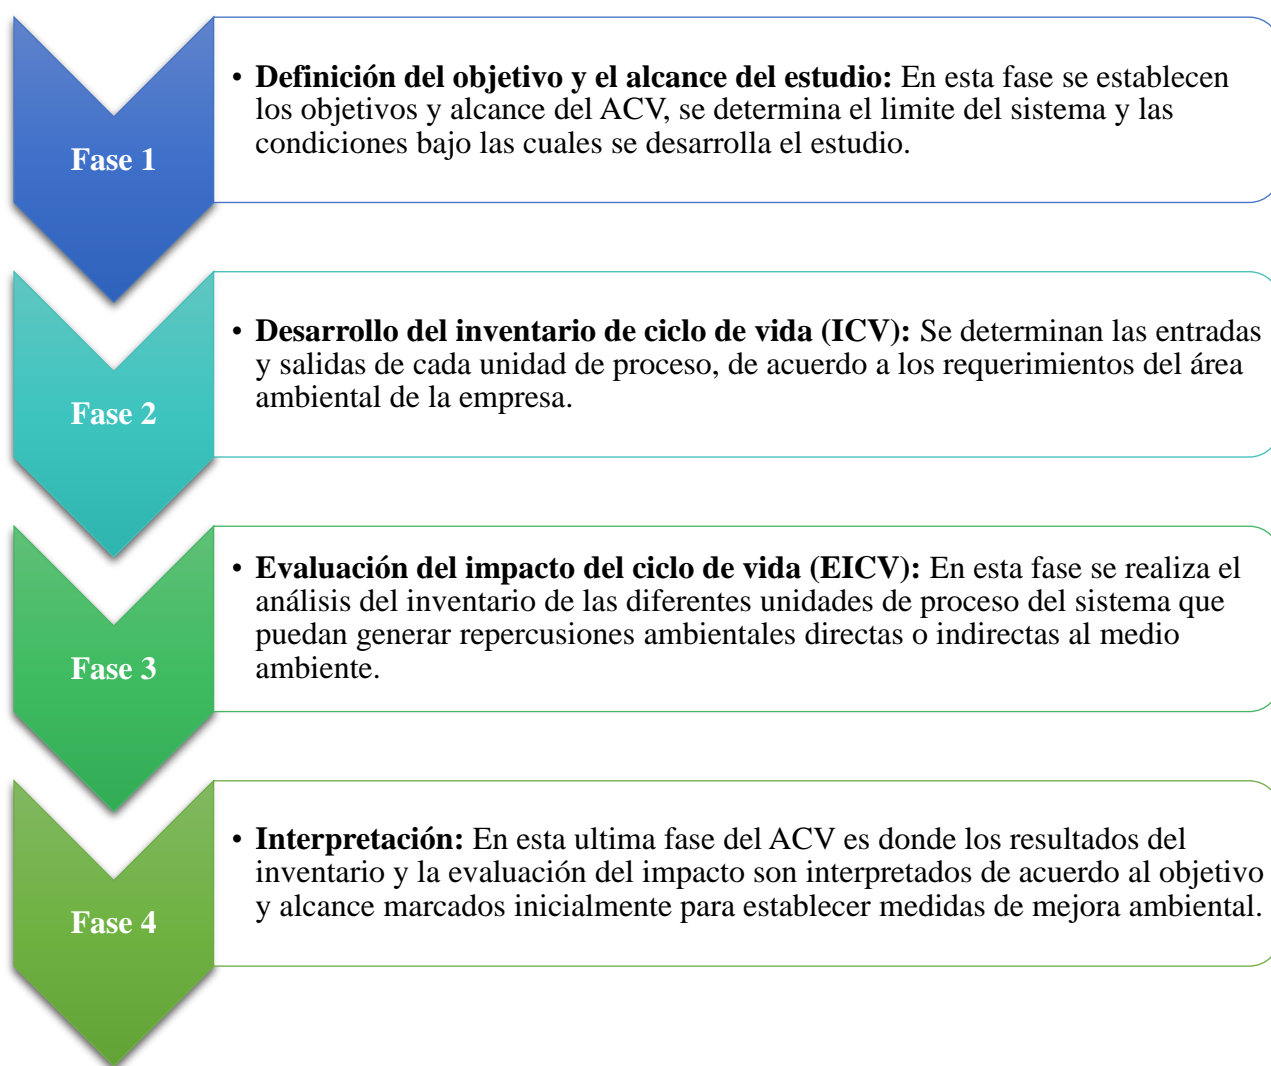 Fase 1
• Definición del objetivo y el alcance del estudio: En esta fase se establecen
los objetivos y alcance del ACV, se determina el limite del sistema y las
condiciones bajo las cuales se desarrolla el estudio.
Fase 2
• Desarrollo del inventario de ciclo de vida (ICV): Se determinan las entradas
y salidas de cada unidad de proceso, de acuerdo a los requerimientos del área
ambiental de la empresa.
Fase 3
• Evaluación del impacto del ciclo de vida (EICV): En esta fase se realiza el
análisis del inventario de las diferentes unidades de proceso del sistema que
puedan generar repercusiones ambientales directas o indirectas al medio
ambiente.
Fase 4
• Interpretación: En esta ultima fase del ACV es donde los resultados del
inventario y la evaluación del impacto son interpretados de acuerdo al objetivo
y alcance marcados inicialmente para establecer medidas de mejora ambiental.